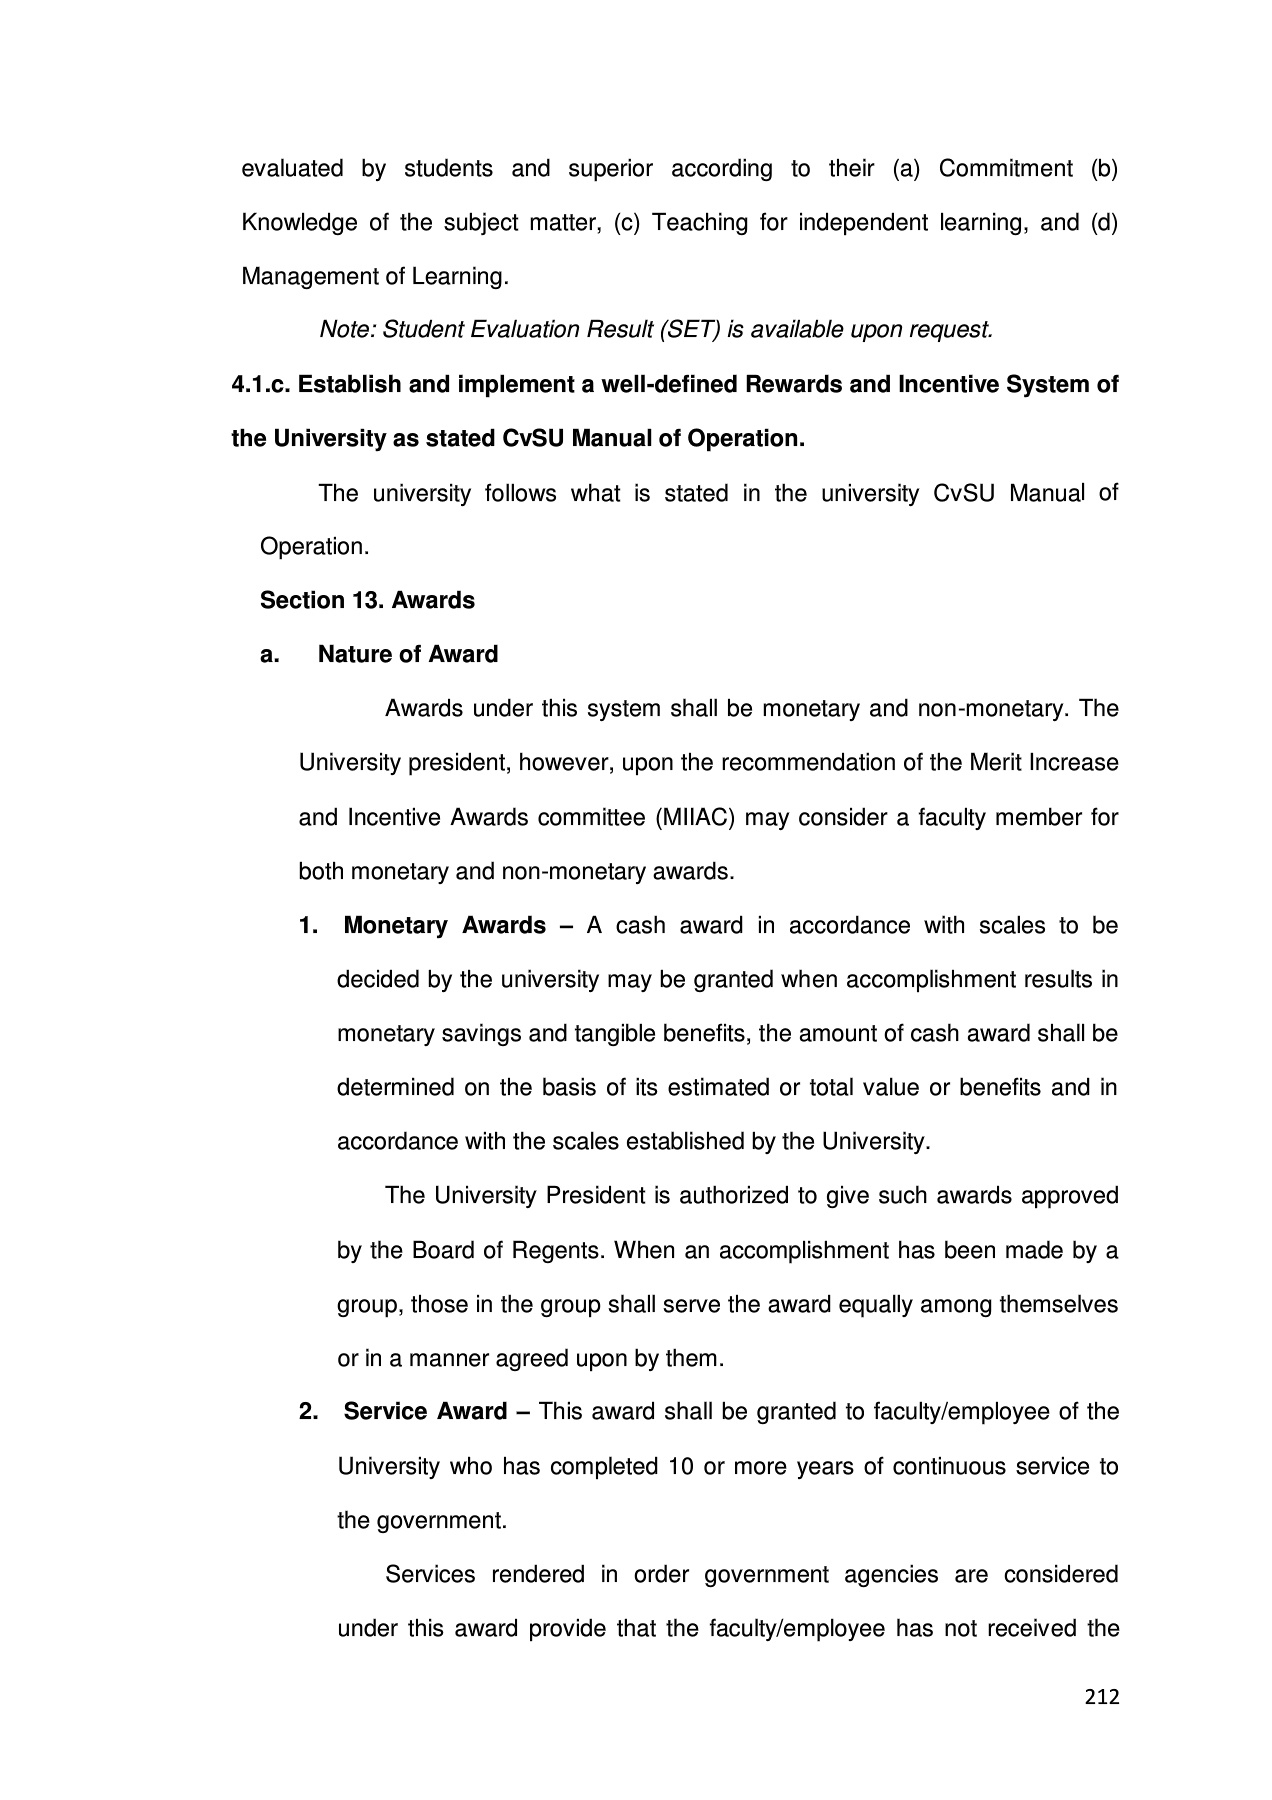 evaluated by students and superior according to their (a) Commitment (b)
Knowledge of the subject matter, (c) Teaching for independent learning, and (d)
Management of Learning.
Note: Student Evaluation Result (SET) is available upon request.
4.1.c. Establish and implement a well-defined Rewards and Incentive System of
the University as stated CvSU Manual of Operation.
The university follows what is stated in the university CvSU Manual of
Operation.
Section 13. Awards
a. Nature of Award
Awards under this system shall be monetary and non-monetary. The
University president, however, upon the recommendation of the Merit Increase
and Incentive Awards committee (MIIAC) may consider a faculty member for
both monetary and non-monetary awards.
1. Monetary Awards – A cash award in accordance with scales to be
decided by the university may be granted when accomplishment results in
monetary savings and tangible benefits, the amount of cash award shall be
determined on the basis of its estimated or total value or benefits and in
accordance with the scales established by the University.
The University President is authorized to give such awards approved
by the Board of Regents. When an accomplishment has been made by a
group, those in the group shall serve the award equally among themselves
or in a manner agreed upon by them.
2. Service Award – This award shall be granted to faculty/employee of the
University who has completed 10 or more years of continuous service to
the government.
Services rendered in order government agencies are considered
under this award provide that the faculty/employee has not received the
212